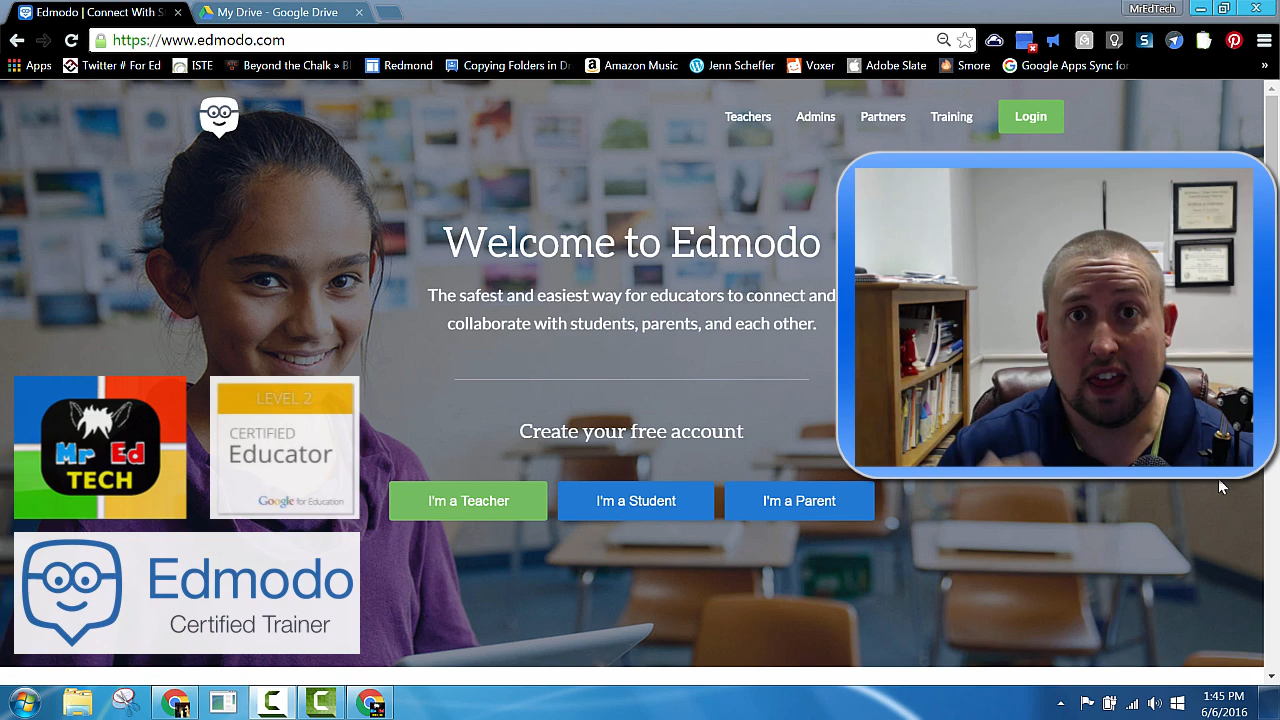 Edmodo | Connect With S
My Drive - Google Drive
MrEdTech
https://www.edmodo.com
Apps
Twitter # For Ed
ISTE
Beyond the Chalk » Bl
Redmond
Copying Folders in Dr
Amazon Music
Jenn Scheffer
Voxer
Adobe Slate
Smore
Google Apps Sync for
»
Teachers
Admins
Partners
Training
Login
Welcome to Edmodo
The safest and easiest way for educators to connect and
collaborate with students, parents, and each other.
Create your free account
I'm a Teacher
I'm a Student
I'm a Parent
Mr Ed
TECH
LEVEL 2
CERTIFIED
Educator
Google for Education
Edmodo
Certified Trainer
1:45 PM
6/6/2016